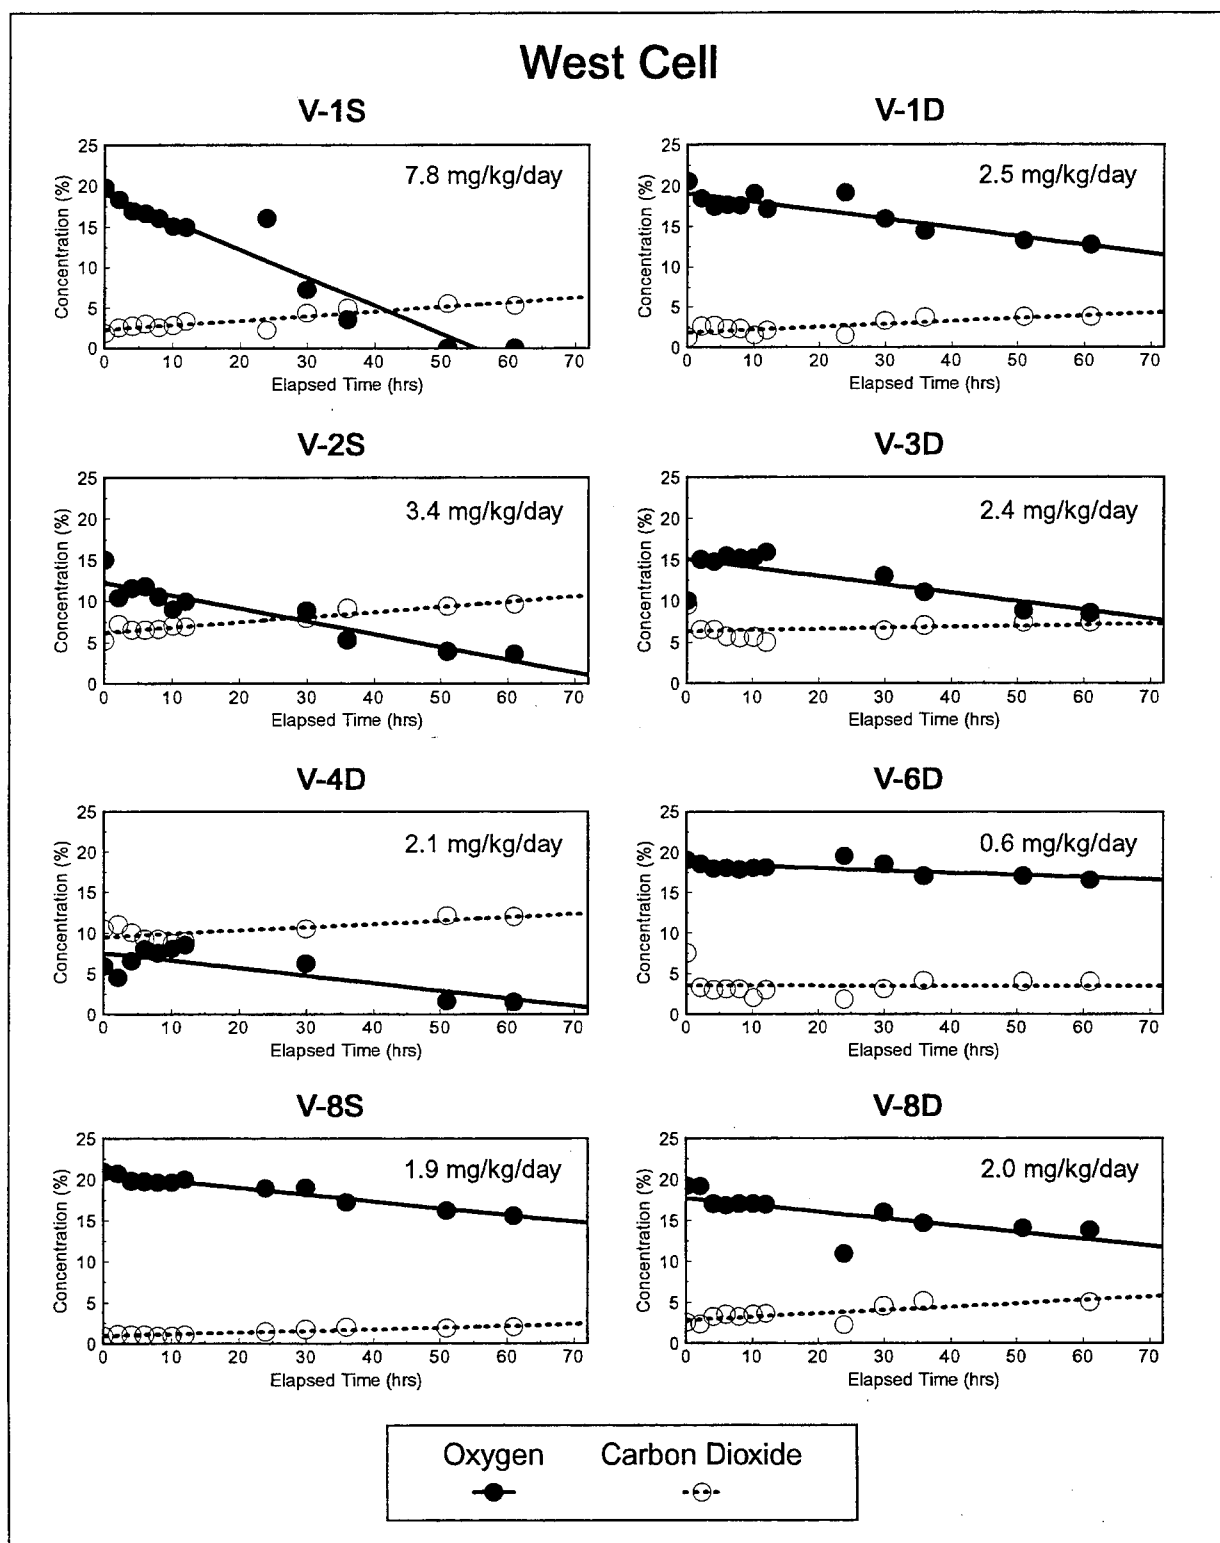 West Cell
V-1S
7.8 mg/kg/day
Concentration (%)
25
20
15
10
5
0
0 10 20 30 40 50 60 70
Elapsed Time (hrs)
V-1D
2.5 mg/kg/day
Concentration (%)
25
20
15
10
5
0
0 10 20 30 40 50 60 70
Elapsed Time (hrs)
V-2S
3.4 mg/kg/day
Concentration (%)
25
20
15
10
5
0
0 10 20 30 40 50 60 70
Elapsed Time (hrs)
V-3D
2.4 mg/kg/day
Concentration (%)
25
20
15
10
5
0
0 10 20 30 40 50 60 70
Elapsed Time (hrs)
V-4D
2.1 mg/kg/day
Concentration (%)
25
20
15
10
5
0
0 10 20 30 40 50 60 70
Elapsed Time (hrs)
V-6D
0.6 mg/kg/day
Concentration (%)
25
20
15
10
5
0
0 10 20 30 40 50 60 70
Elapsed Time (hrs)
V-8S
1.9 mg/kg/day
Concentration (%)
25
20
15
10
5
0
0 10 20 30 40 50 60 70
Elapsed Time (hrs)
V-8D
2.0 mg/kg/day
Concentration (%)
25
20
15
10
5
0
0 10 20 30 40 50 60 70
Elapsed Time (hrs)
Oxygen Carbon Dioxide